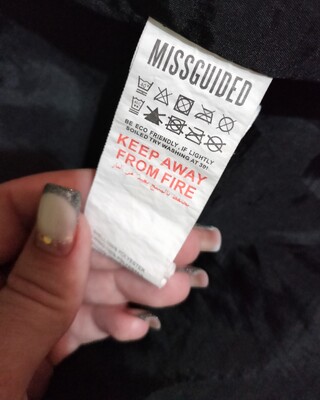 MISSGUIDED
BE ECO FRIENDLY: IF LIGHTLY
SOILED TRY WASHING AT 30!
KEEP AWAY
FROM FIRE